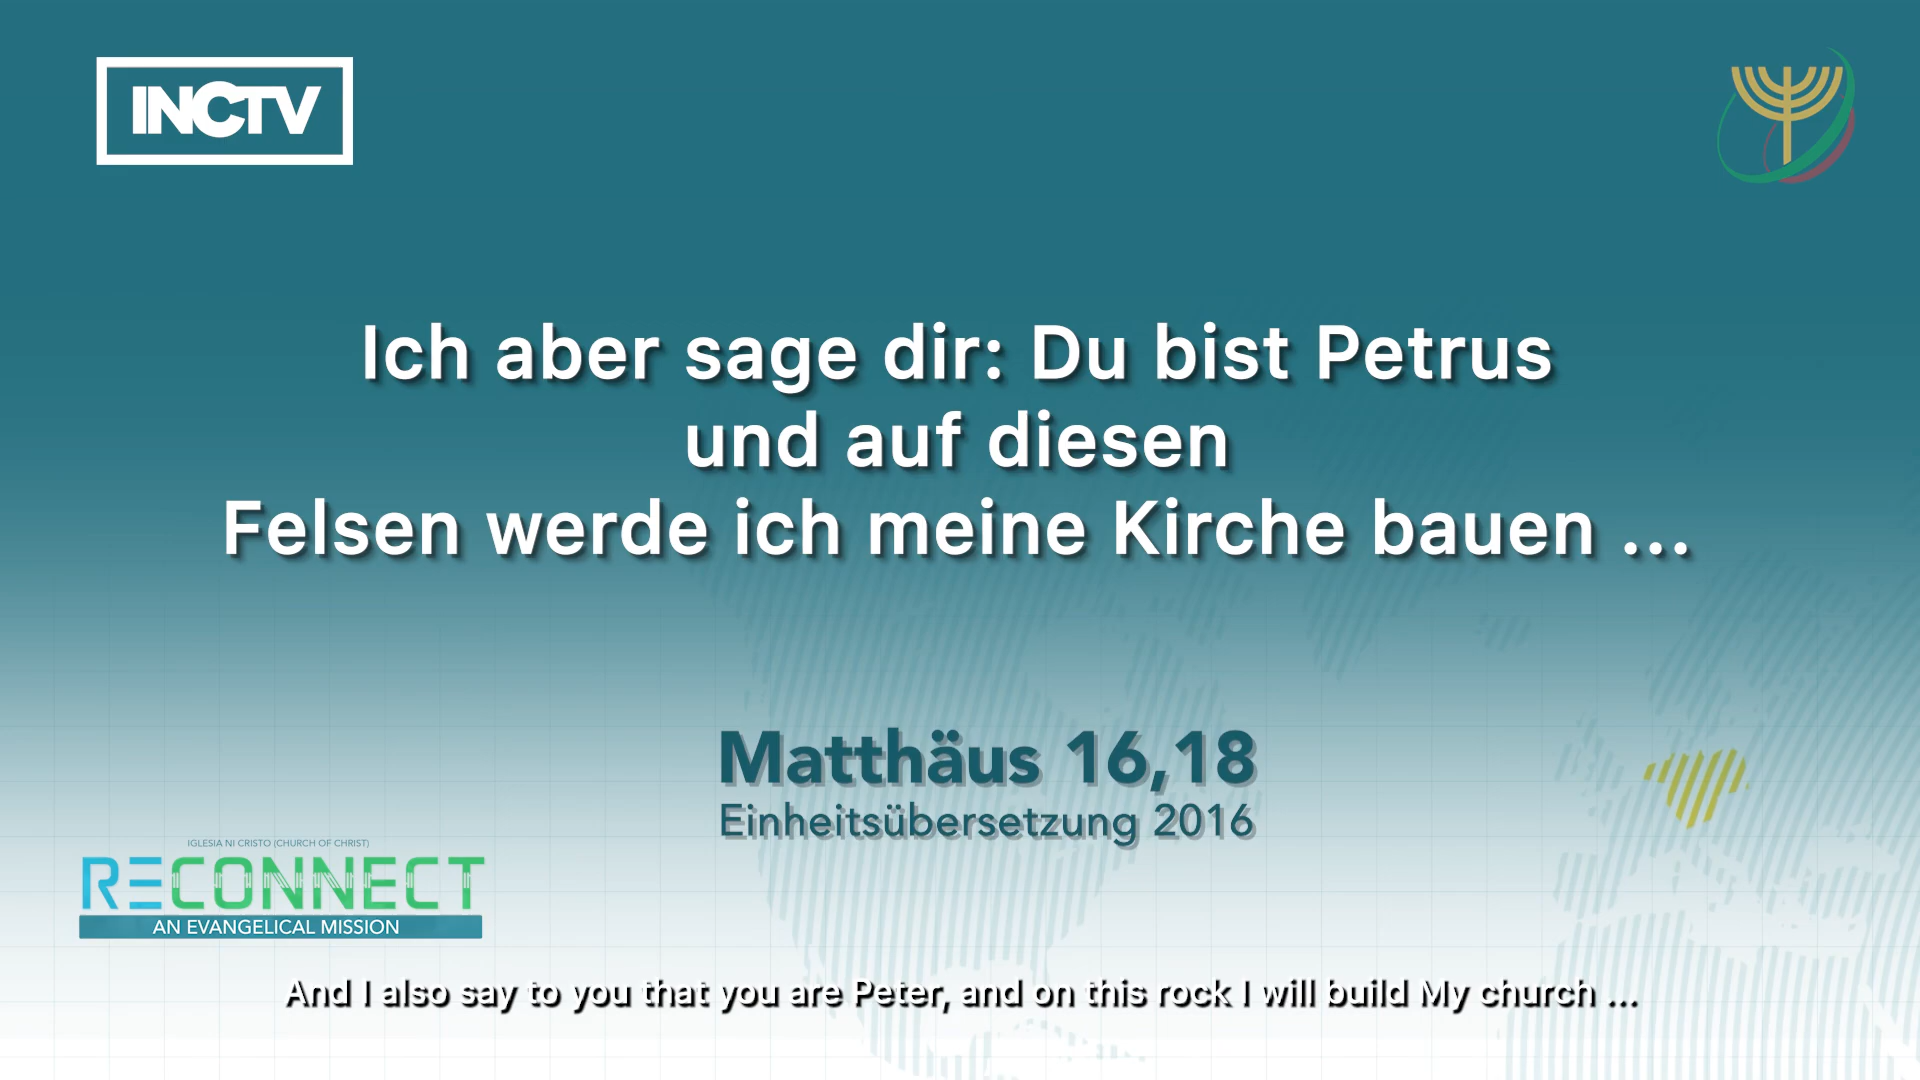 INCTV
Ich aber sage dir: Du bist Petrus
und auf diesen
Felsen werde ich meine Kirche bauen ...
Matthäus 16,18
Einheitsübersetzung 2016
IGLESIA NI CRISTO (CHURCH OF CHRIST)
RECONNECT
AN EVANGELICAL MISSION
And I also say to you that you are Peter, and on this rock I will build My church ...